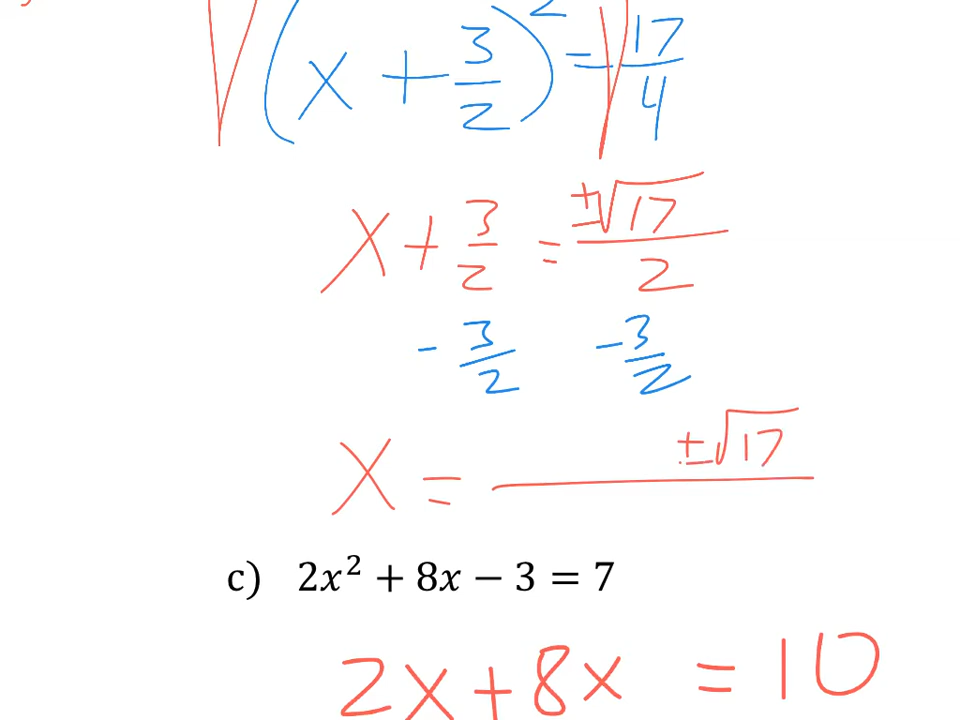 √(x + 3/2)² = √17/4
x + 3/2 = ±√17/2
- 3/2 - 3/2
x = ±√17
c) 2x² + 8x − 3 = 7
2x + 8x = 10